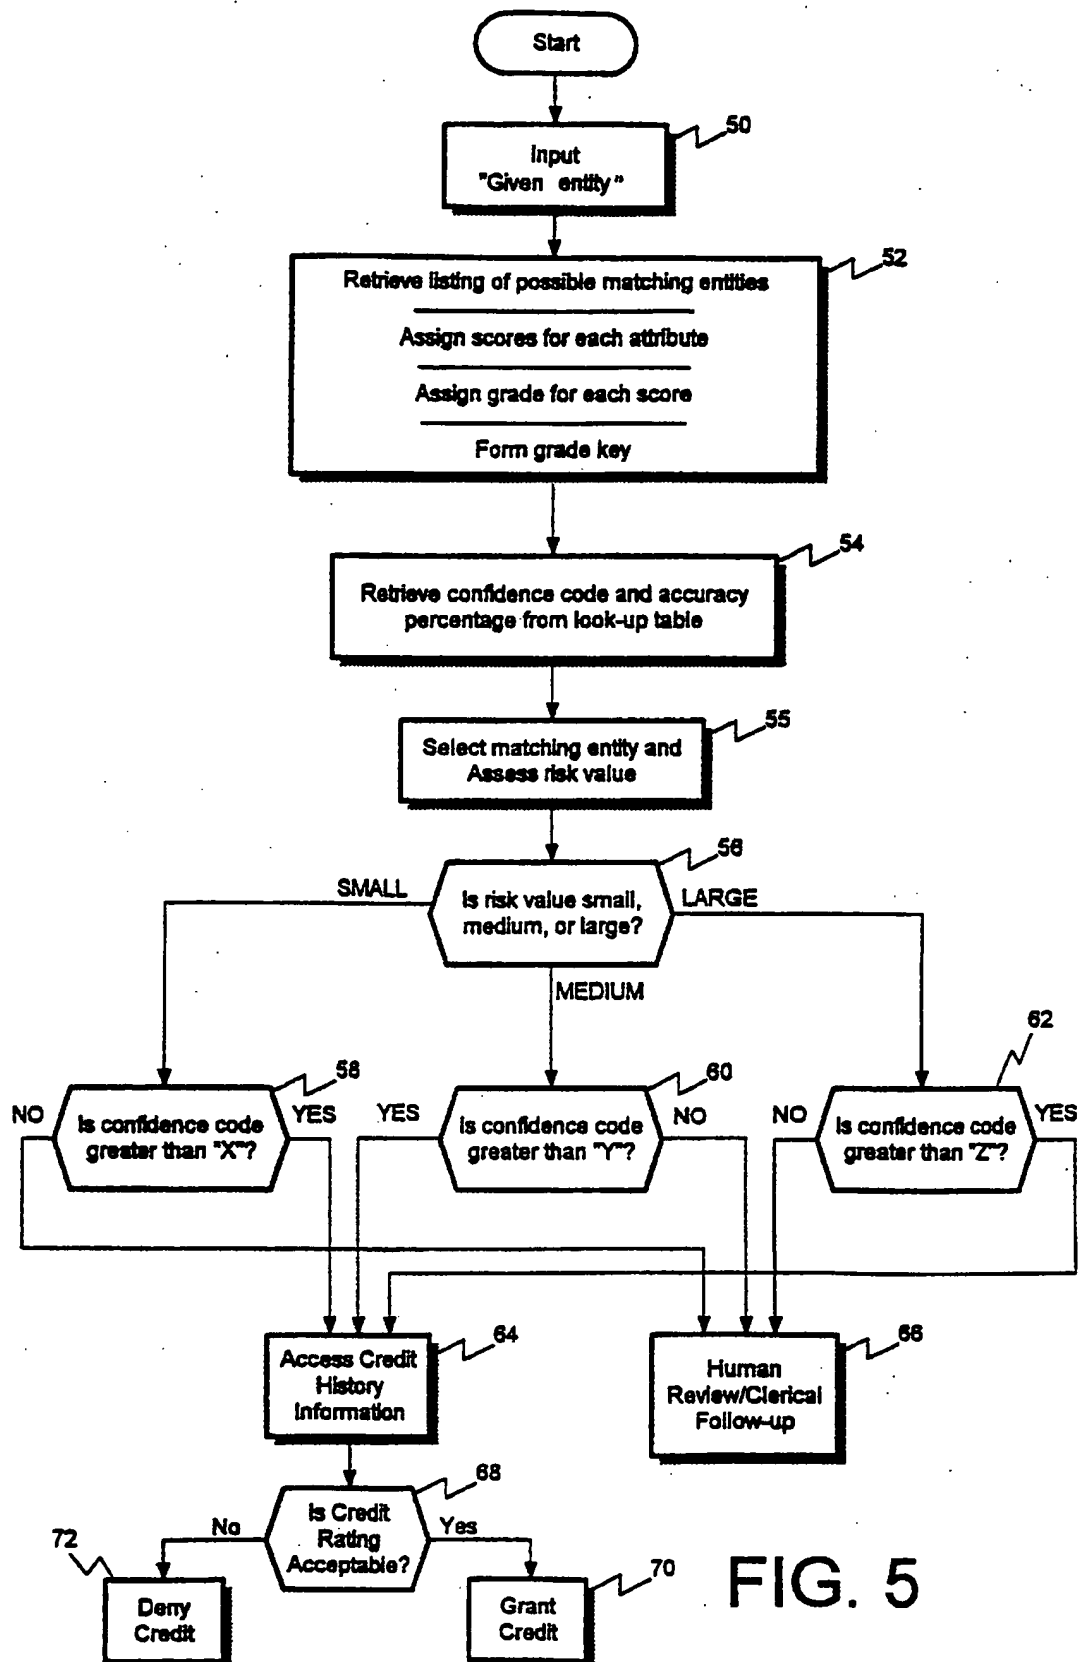 Start
50
Input
"Given entity"
52
Retrieve listing of possible matching entities
Assign scores for each attribute
Assign grade for each score
Form grade key
54
Retrieve confidence code and accuracy
percentage from look-up table
55
Select matching entity and
Assess risk value
56
SMALL
Is risk value small,
medium, or large?
LARGE
MEDIUM
58
NO
Is confidence code
greater than "X"?
YES
60
YES
Is confidence code
greater than "Y"?
NO
62
NO
Is confidence code
greater than "Z"?
YES
64
Access Credit
History
Information
66
Human
Review/Clerical
Follow-up
68
Is Credit
Rating
Acceptable?
No
Yes
72
Deny
Credit
70
Grant
Credit
FIG. 5